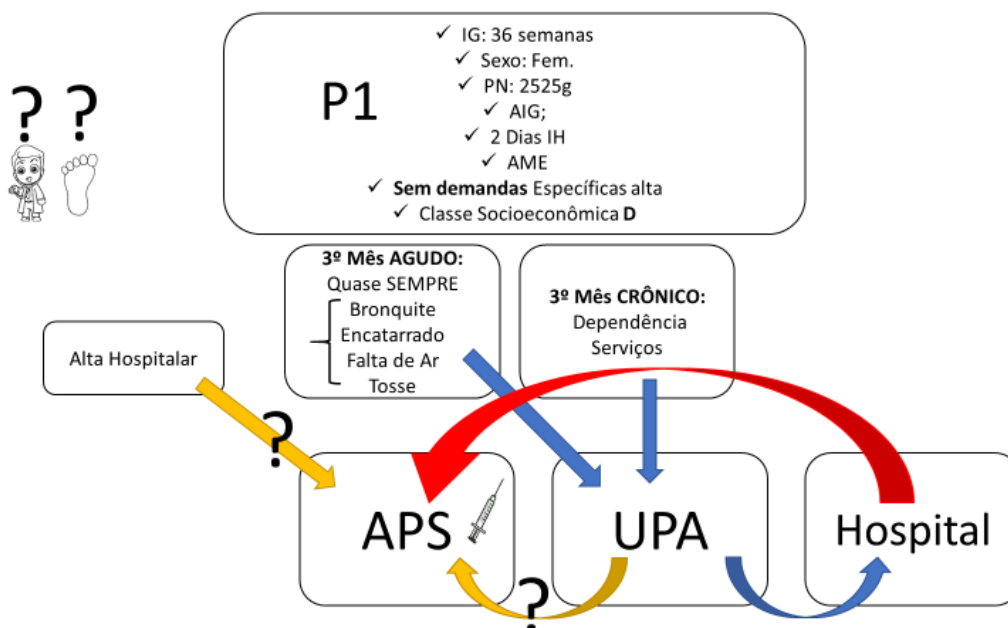 ? ?
P1
IG: 36 semanas
Sexo: Fem.
PN: 2525g
AIG;
2 Dias IH
AME
Sem demandas Específicas alta
Classe Socioeconômica D
3º Mês AGUDO:
Quase SEMPRE
Bronquite
Encatarrado
Falta de Ar
Tosse
3º Mês CRÔNICO:
Dependência
Serviços
Alta Hospitalar
?
APS
UPA
Hospital
?